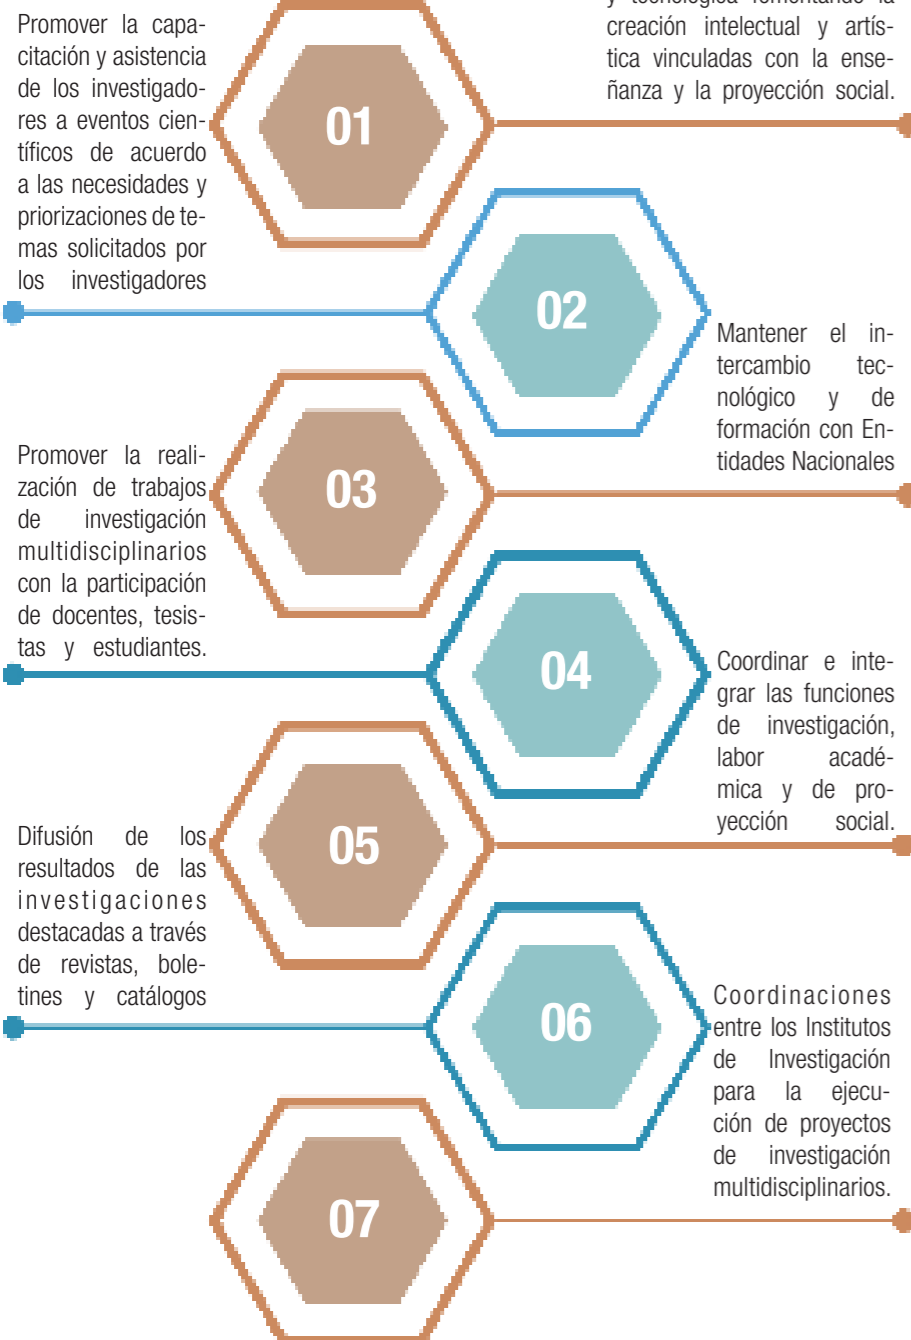 01
y tecnológica fomentando la
creación intelectual y artís-
tica vinculadas con la ense-
ñanza y la proyección social.
02
Promover la capa-
citación y asistencia
de los investigado-
res a eventos cien-
tíficos de acuerdo
a las necesidades y
priorizaciones de te-
mas solicitados por
los investigadores
03
Mantener el in-
tercambio tec-
nológico y de
formación con En-
tidades Nacionales
04
Promover la reali-
zación de trabajos
de investigación
multidisciplinarios
con la participación
de docentes, tesis-
tas y estudiantes.
05
Coordinar e inte-
grar las funciones
de investigación,
labor acadé-
mica y de pro-
yección social.
06
Difusión de los
resultados de las
investigaciones
destacadas a través
de revistas, bole-
tines y catálogos
07
Coordinaciones
entre los Institutos
de Investigación
para la ejecu-
ción de proyectos
de investigación
multidisciplinarios.